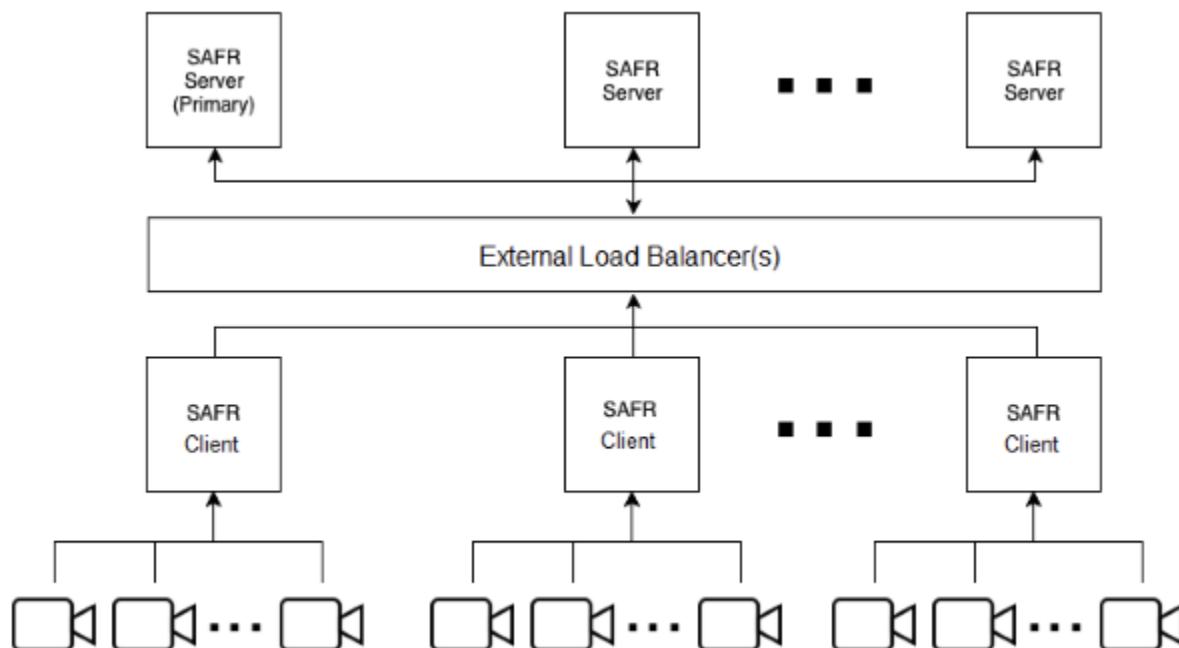 SAFR
Server
(Primary)
SAFR
Server
SAFR
Server
External Load Balancer(s)
SAFR
Client
SAFR
Client
SAFR
Client